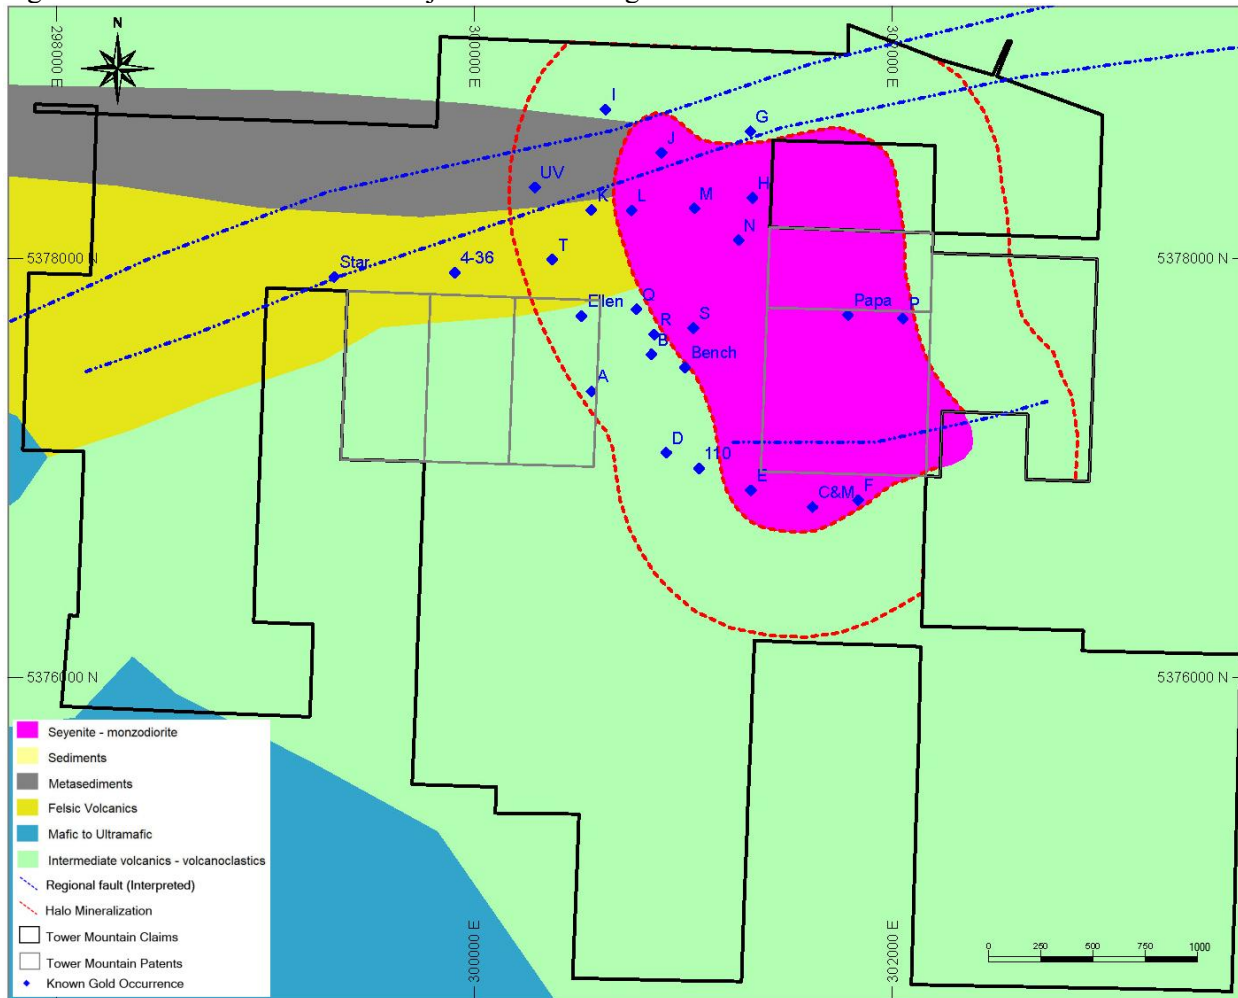 N
298000 E
300000 E
302000 E
I
G
J
UV
K
L
M
H
N
5378000 N
5378000 N
Star
4-36
T
Ellen
Q
R
S
Papa
P
B
Bench
A
D
110
E
C&M
F
5376000 N
5376000 N
Seyenite - monzodiorite
Sediments
Metasediments
Felsic Volcanics
Mafic to Ultramafic
Intermediate volcanics - volcanoclastics
Regional fault (Interpreted)
Halo Mineralization
Tower Mountain Claims
Tower Mountain Patents
Known Gold Occurrence
300000 E
302000 E
0 250 500 750 1000